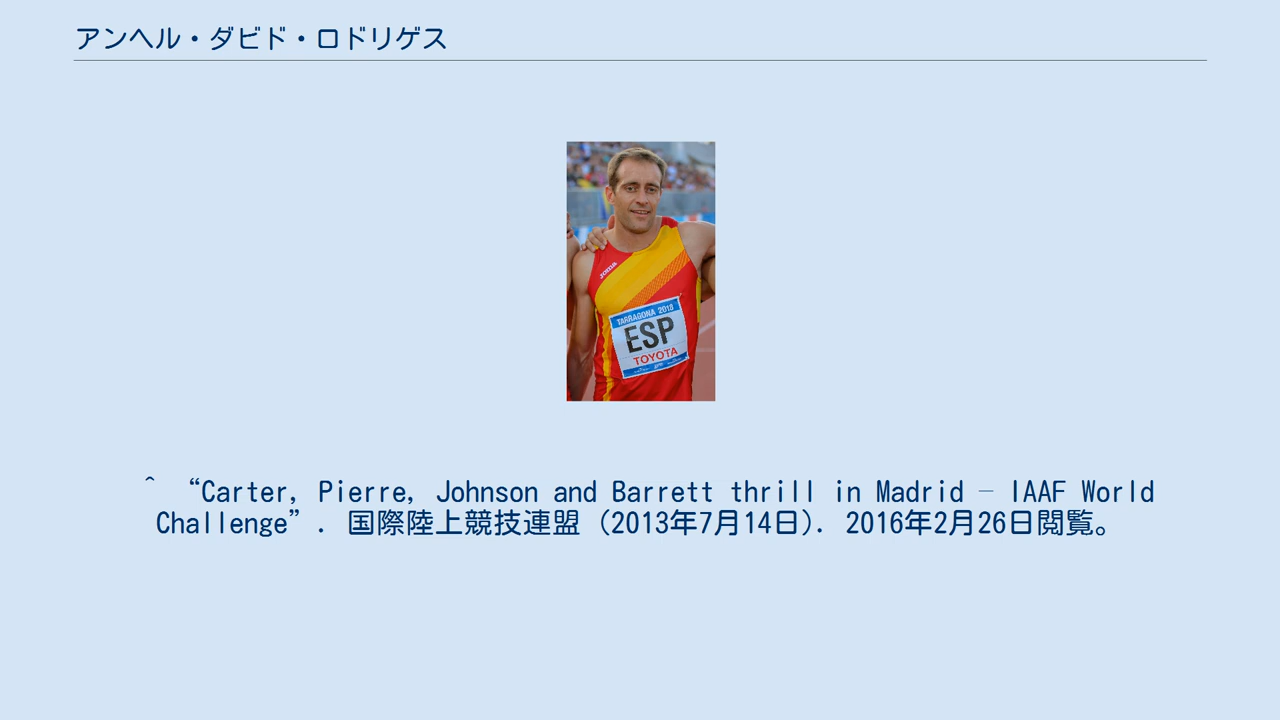 アンヘル・ダビド・ロドリゲス
joma
TARRAGONA 2015
ESP
TOYOTA
^ “Carter, Pierre, Johnson and Barrett thrill in Madrid – IAAF World
Challenge”. 国際陸上競技連盟 (2013年7月14日). 2016年2月26日閲覧。